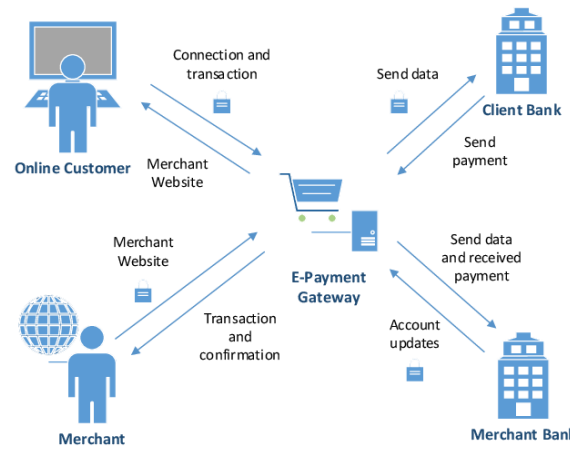 Connection and
transaction
Send data
Client Bank
Online Customer
Merchant
Website
Send
payment
Merchant
Website
E-Payment
Gateway
Send data
and received
payment
Transaction
and
confirmation
Account
updates
Merchant
Merchant Bank